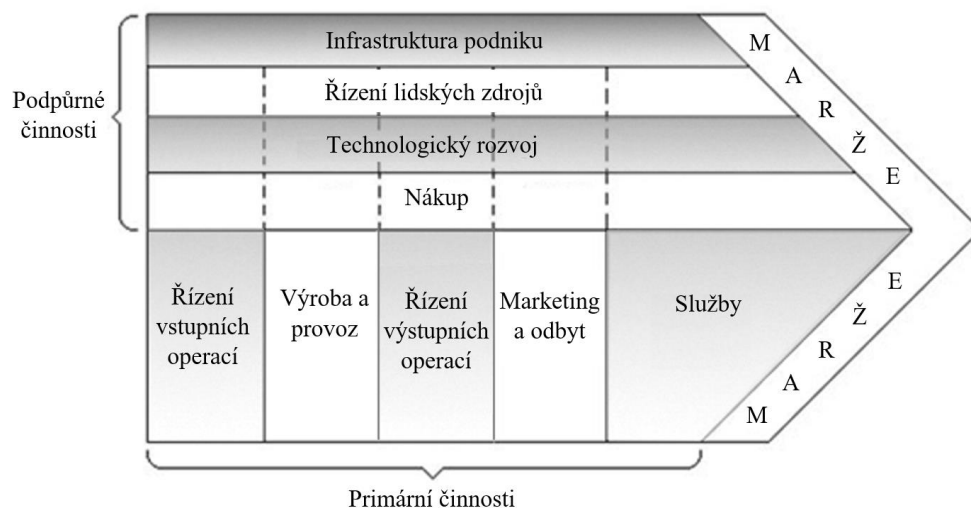 Infrastruktura podniku
Řízení lidských zdrojů
Technologický rozvoj
Nákup
Podpůrné
činnosti
Řízení
vstupních
operací
Výroba a
provoz
Řízení
výstupních
operací
Marketing
a odbyt
Služby
M A R Ž E
M A R Ž E
Primární činnosti